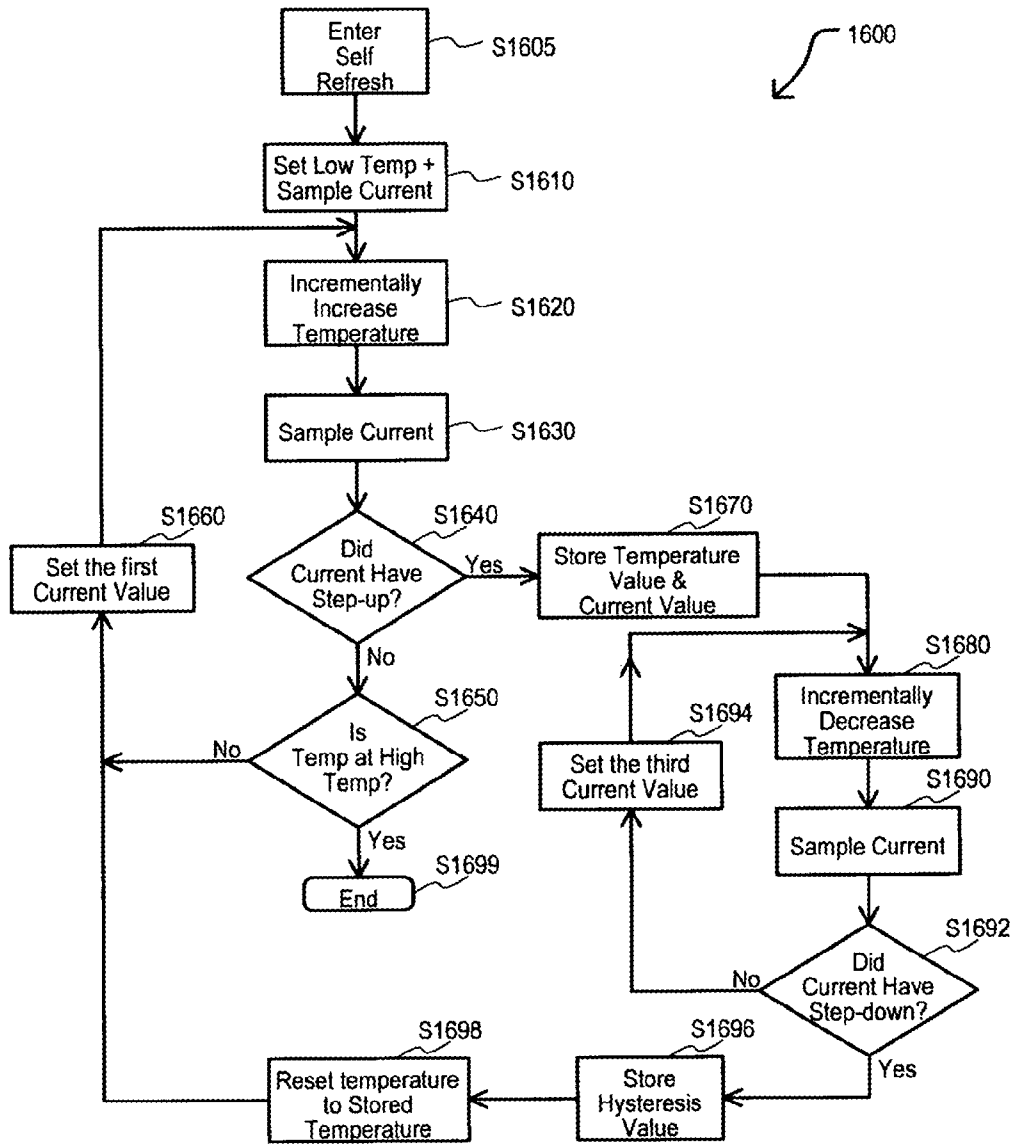 Enter
Self
Refresh
S1605
1600
Set Low Temp +
Sample Current
S1610
Incrementally
Increase
Temperature
S1620
Sample Current
S1630
S1660
Set the first
Current Value
S1640
Did
Current Have
Step-up?
Yes
No
S1670
Store Temperature
Value &
Current Value
S1650
Is
Temp at High
Temp?
No
Yes
S1699
End
S1680
Incrementally
Decrease
Temperature
S1694
Set the third
Current Value
S1690
Sample Current
S1692
Did
Current Have
Step-down?
No
Yes
S1696
Store
Hysteresis
Value
S1698
Reset temperature
to Stored
Temperature